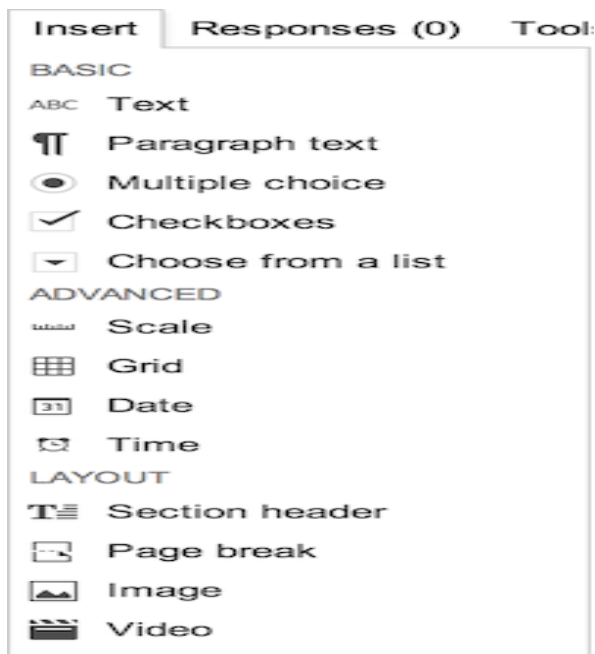 Insert Responses (0) Tools
BASIC
ABC Text
Paragraph text
Multiple choice
Checkboxes
Choose from a list
ADVANCED
Scale
Grid
31 Date
Time
LAYOUT
T Section header
Page break
Image
Video